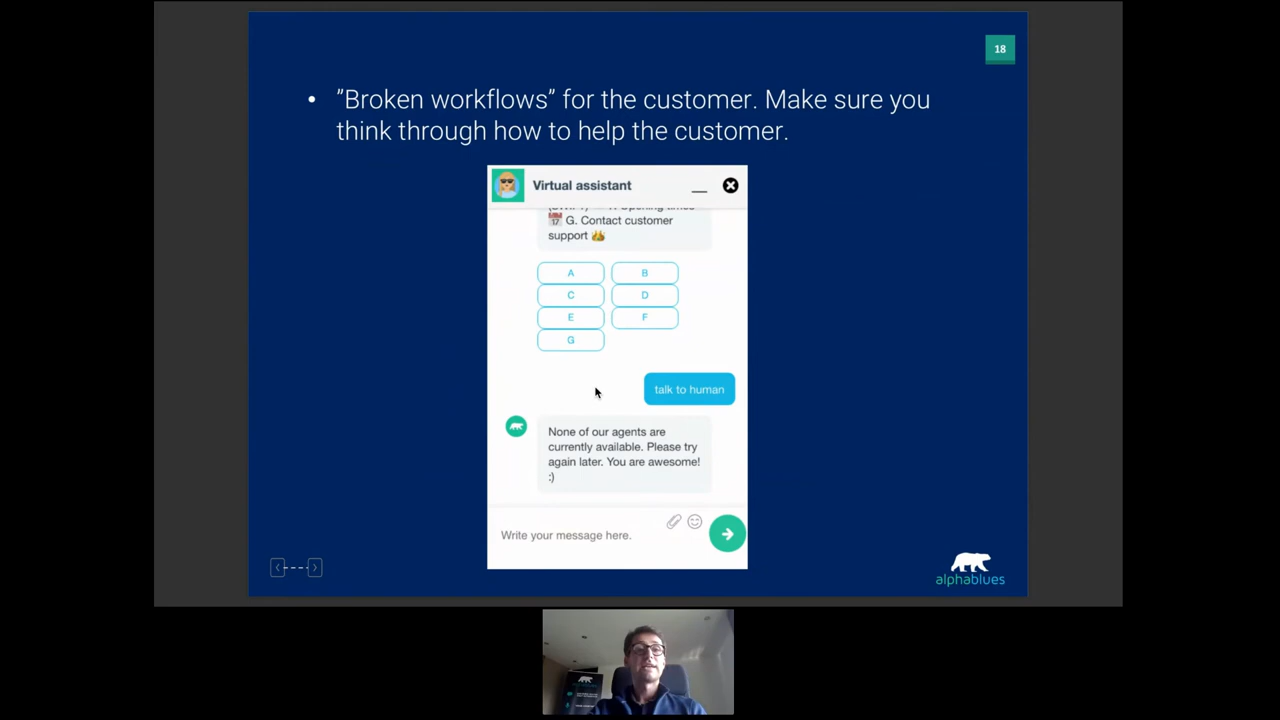 18
• ”Broken workflows” for the customer. Make sure you
think through how to help the customer.
Virtual assistant
G. Contact customer
support
A
B
C
D
E
F
G
talk to human
None of our agents are
currently available. Please try
again later. You are awesome!
:)
Write your message here.
alphablues